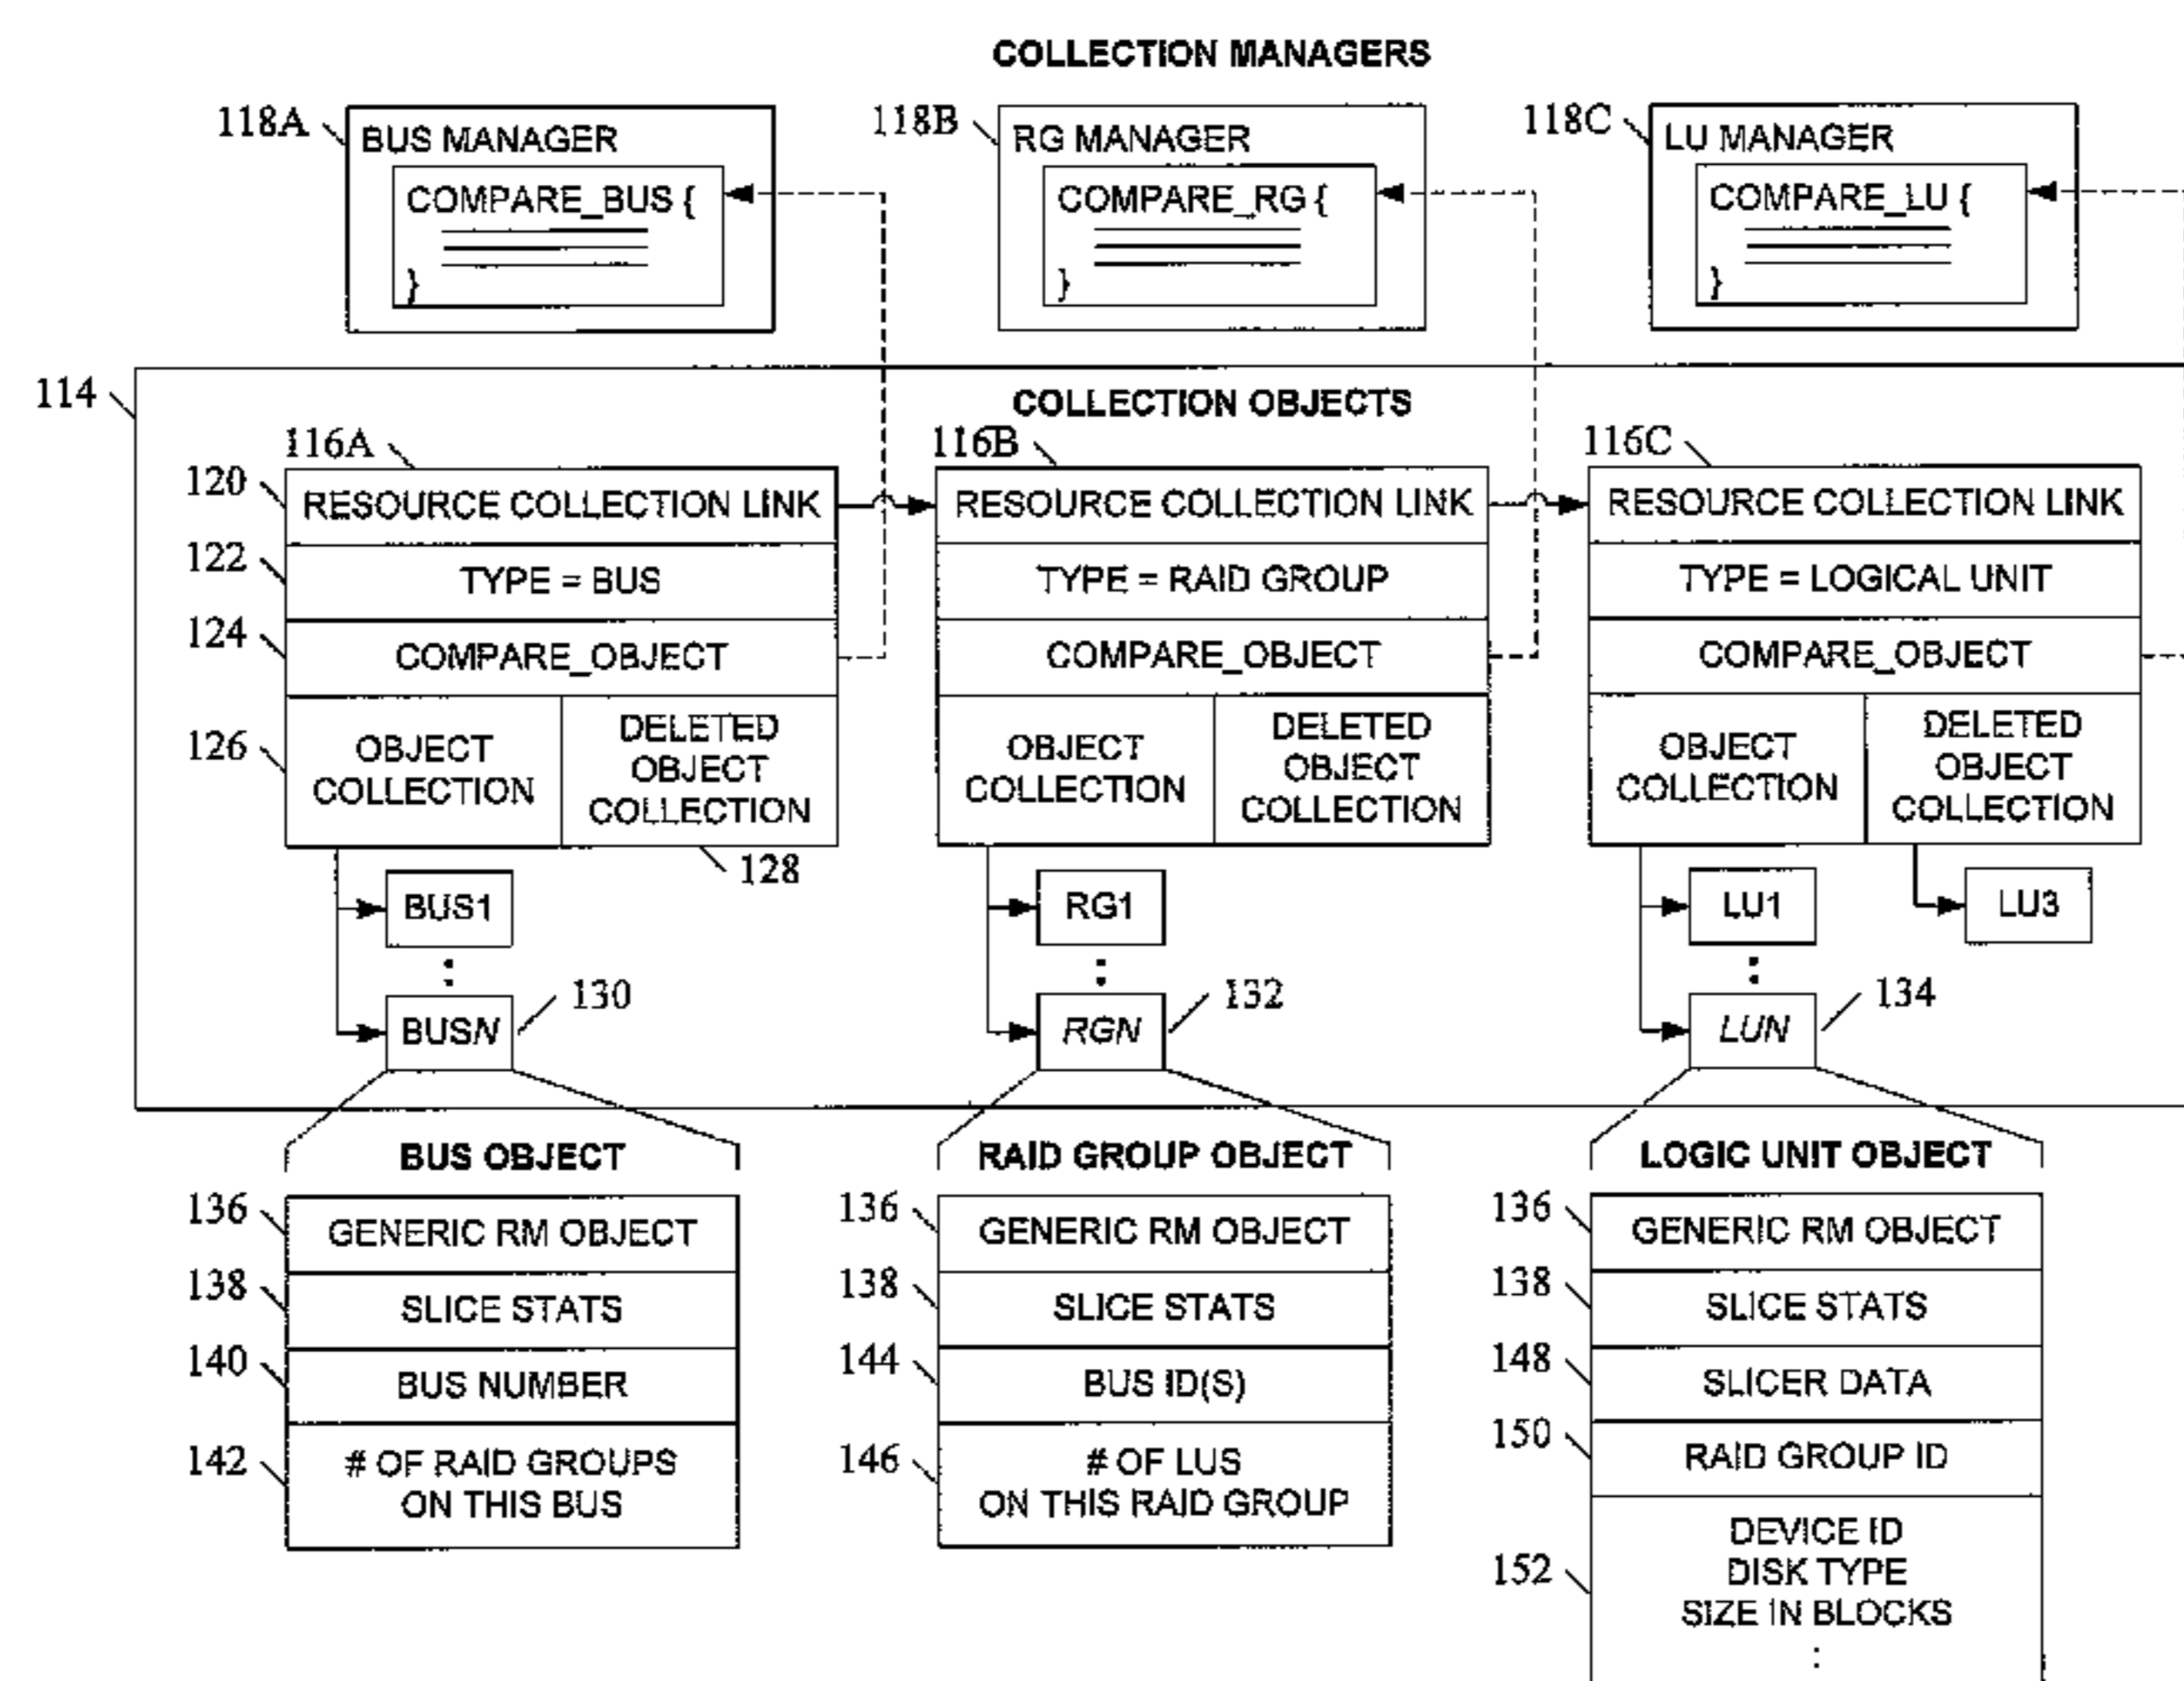 COLLECTION MANAGERS
118A
BUS MANAGER
COMPARE_BUS {
}
118B
RG MANAGER
COMPARE_RG {
}
118C
LU MANAGER
COMPARE_LU {
}
114
COLLECTION OBJECTS
116A
120
RESOURCE COLLECTION LINK
122
TYPE = BUS
124
COMPARE_OBJECT
126
OBJECT
COLLECTION
DELETED
OBJECT
COLLECTION
128
BUS1
:
BUSN
130
116B
RESOURCE COLLECTION LINK
TYPE = RAID GROUP
COMPARE_OBJECT
OBJECT
COLLECTION
DELETED
OBJECT
COLLECTION
RG1
:
RGN
132
116C
RESOURCE COLLECTION LINK
TYPE = LOGICAL UNIT
COMPARE_OBJECT
OBJECT
COLLECTION
DELETED
OBJECT
COLLECTION
LU1
LU3
:
LUN
134
BUS OBJECT
136
GENERIC RM OBJECT
138
SLICE STATS
140
BUS NUMBER
142
# OF RAID GROUPS
ON THIS BUS
RAID GROUP OBJECT
136
GENERIC RM OBJECT
138
SLICE STATS
144
BUS ID(S)
146
# OF LUS
ON THIS RAID GROUP
LOGIC UNIT OBJECT
136
GENERIC RM OBJECT
138
SLICE STATS
148
SLICER DATA
150
RAID GROUP ID
152
DEVICE ID
DISK TYPE
SIZE IN BLOCKS
: